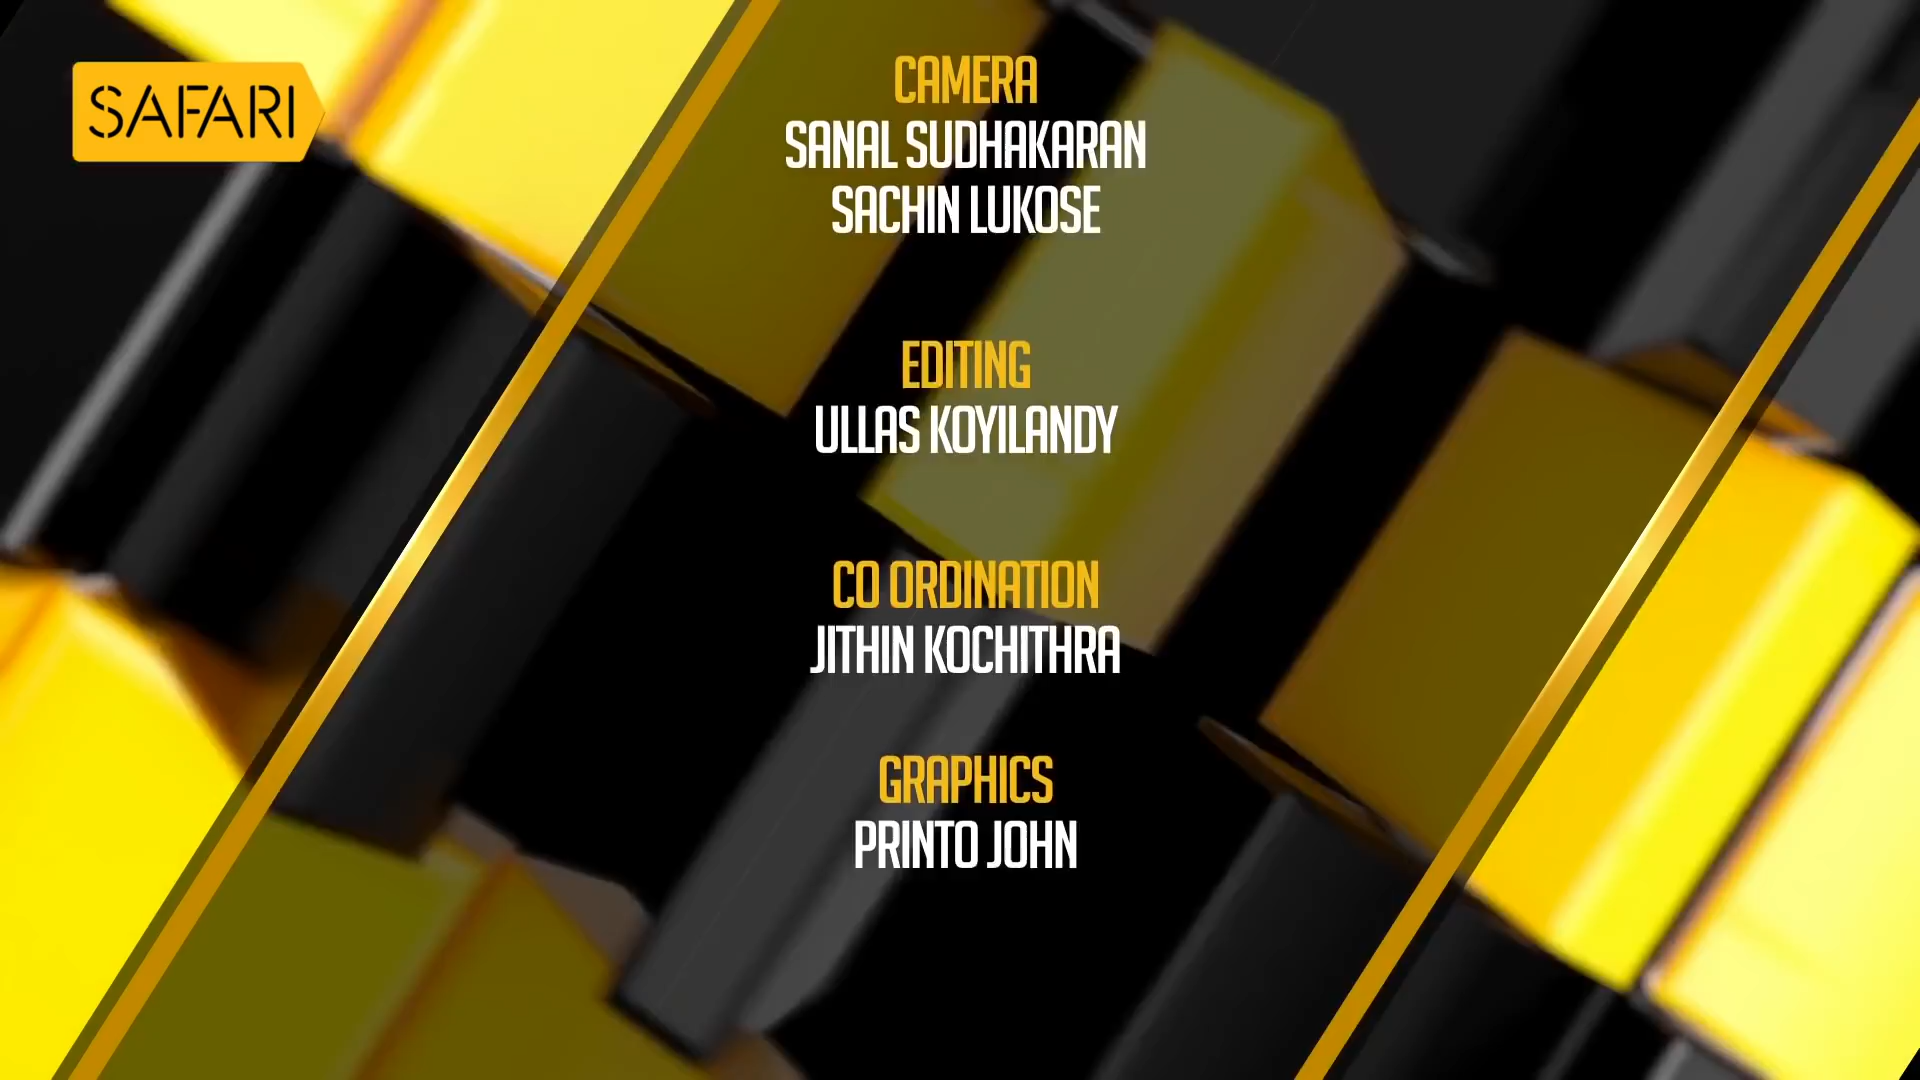 SAFARI
CAMERA
SANAL SUDHAKARAN
SACHIN LUKOSE
EDITING
ULLAS KOYILANDY
CO ORDINATION
JITHIN KOCHITHRA
GRAPHICS
PRINTO JOHN